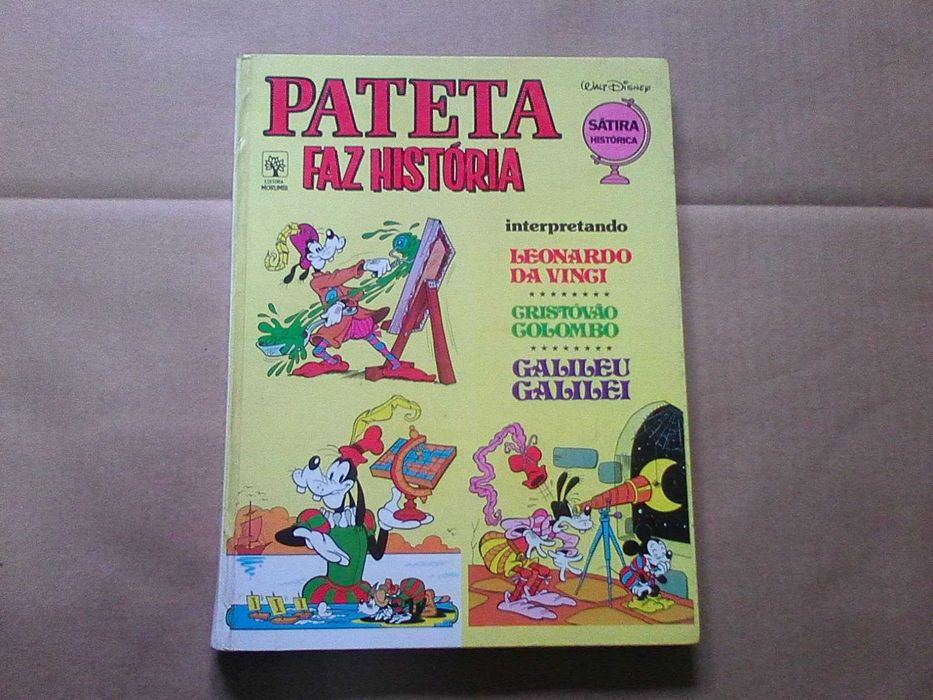 PATETA
FAZ HISTÓRIA
WALT DISNEY
SÁTIRA
HISTÓRICA
EDITORA
MORUMBI
interpretando
LEONARDO
DA VINCI
CRISTÓVÃO
COLOMBO
GALILEU
GALILEI